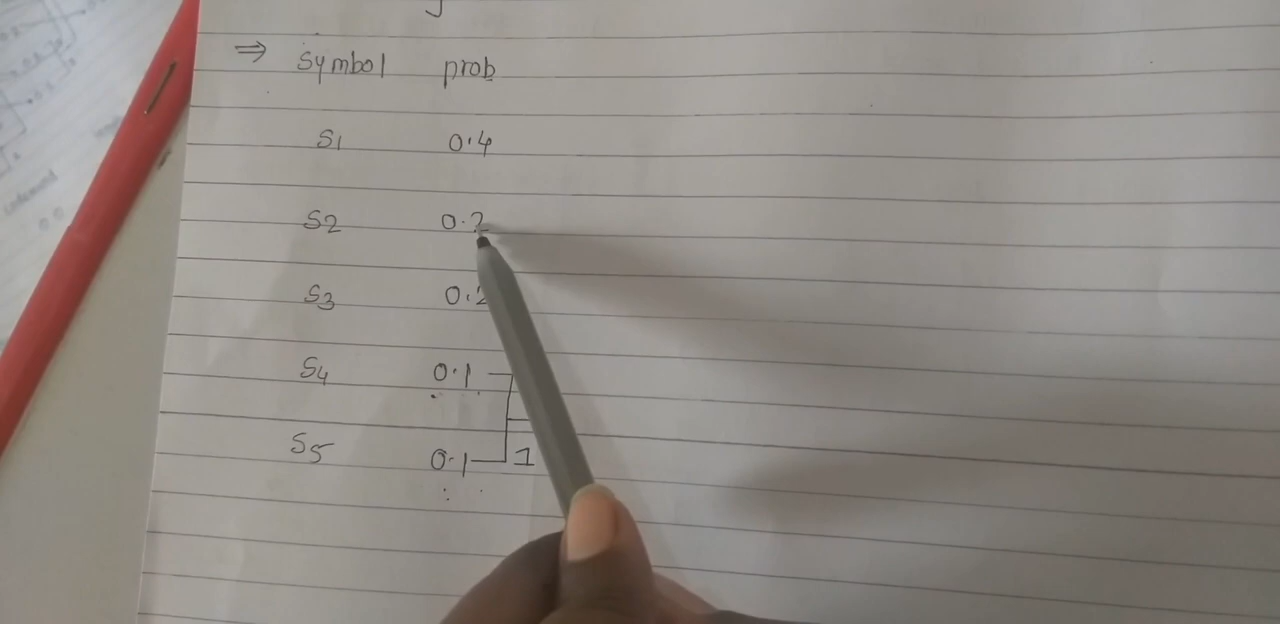 ⇒ symbol prob
S1 0.4
S2 0.2
S3 0.2
S4 0.1
S5 0.1 1